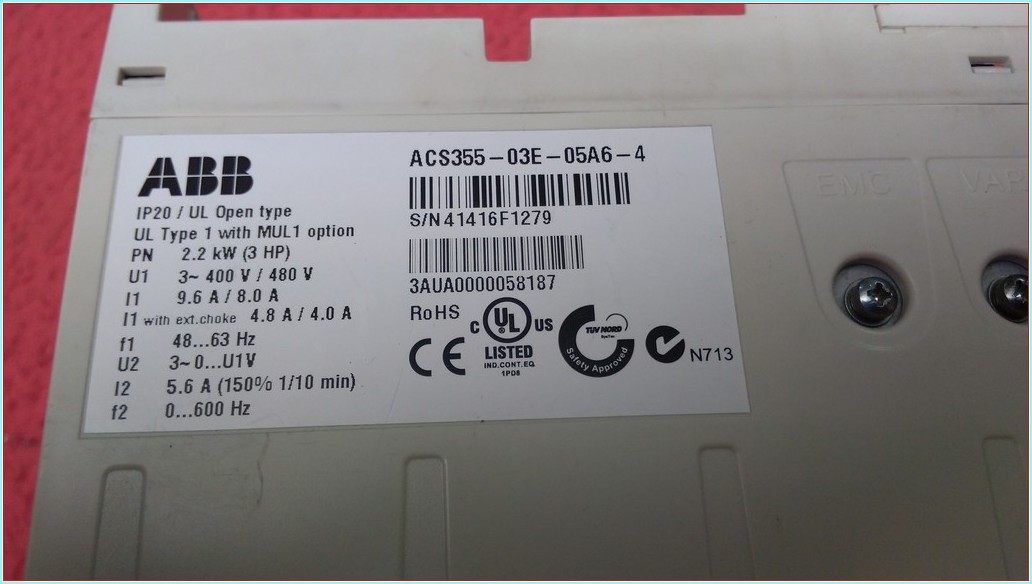 ABB
IP20 / UL Open type
UL Type 1 with MUL1 option
PN 2.2 kW (3 HP)
U1 3~ 400 V / 480 V
I1 9.6 A / 8.0 A
I1 with ext.choke 4.8 A / 4.0 A
f1 48...63 Hz
U2 3~0...U1V
I2 5.6 A (150% 1/10 min)
f2 0...600 Hz
ACS355-03E-05A6-4
S/N41416F1279
3AUA0000058187
RoHS
CE
C UL US
LISTED
IND.CONT.EQ
1PD8
TUV NORD
Safety Approved
N713
EMC
VAR